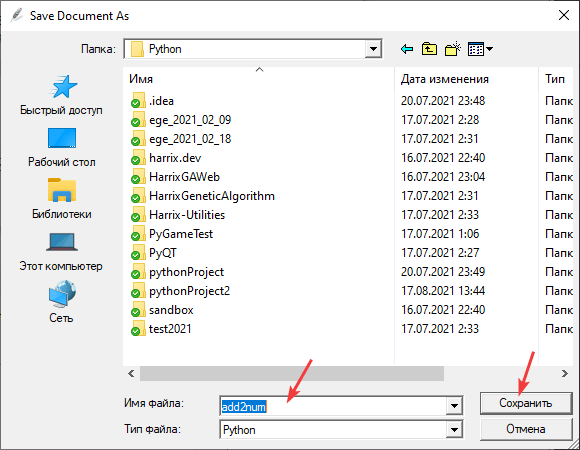 Save Document As
Папка: Python
Имя Дата изменения Тип
.idea 20.07.2021 23:48 Папк
ege_2021_02_09 17.07.2021 2:28 Папк
ege_2021_02_18 17.07.2021 2:31 Папк
harrix.dev 16.07.2021 22:40 Папк
HarrixGAWeb 16.07.2021 23:04 Папк
HarrixGeneticAlgorithm 17.07.2021 2:31 Папк
Harrix-Utilities 17.07.2021 2:33 Папк
PyGameTest 17.07.2021 1:06 Папк
PyQT 17.07.2021 2:27 Папк
pythonProject 20.07.2021 23:49 Папк
pythonProject2 17.08.2021 13:44 Папк
sandbox 16.07.2021 22:40 Папк
test2021 17.07.2021 2:33 Папк
Быстрый доступ
Рабочий стол
Библиотеки
Этот компьютер
Сеть
Имя файла: add2num Сохранить
Тип файла: Python Отмена